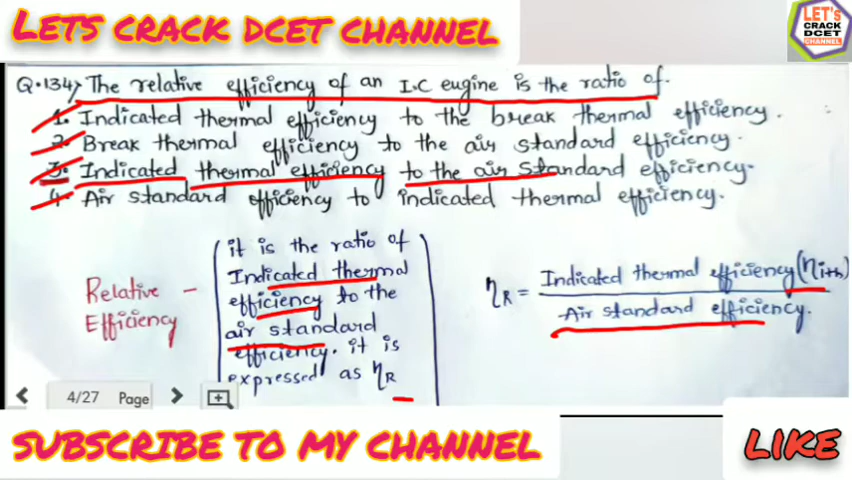 LETS CRACK DCET CHANNEL
LET'S
CRACK
DCET
CHANNEL
Q.134> The relative efficiency of an I.C eugine is the ratio of.
1. Indicated thermal efficiency to the break thermal efficiency.
2. Break thermal efficiency to the air standard efficiency.
3. Indicated thermal efficiency to the air standard efficiency.
4. Air standard efficiency to indicated thermal efficiency.
Relative –
Efficiency
it is the ratio of
Indicated thermal
efficiency to the
air standard
efficiency. it is
expressed as ηR
ηR = Indicated thermal efficiency (ηith)
Air standard efficiency.
4/27 Page
SUBSCRIBE TO MY CHANNEL
LIKE